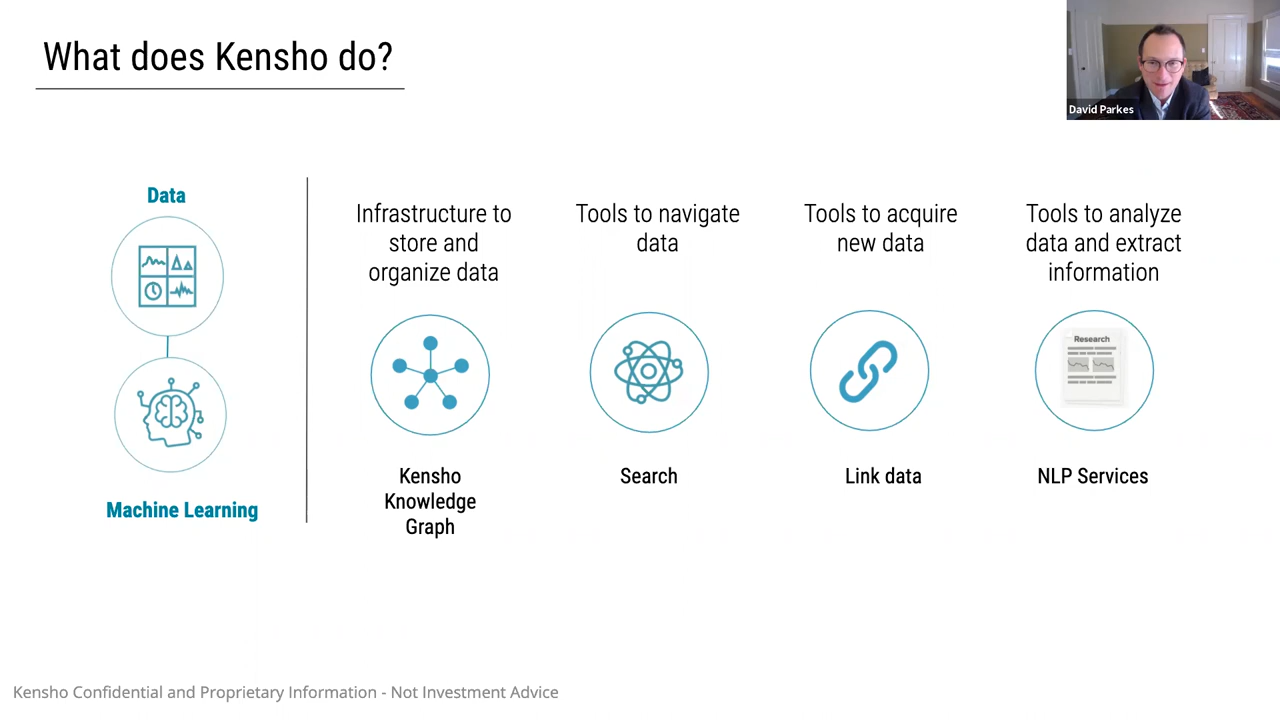 What does Kensho do?
David Parkes
Data
Machine Learning
Infrastructure to
store and
organize data
Kensho
Knowledge
Graph
Tools to navigate
data
Search
Tools to acquire
new data
Link data
Tools to analyze
data and extract
information
Research
NLP Services
Kensho Confidential and Proprietary Information - Not Investment Advice